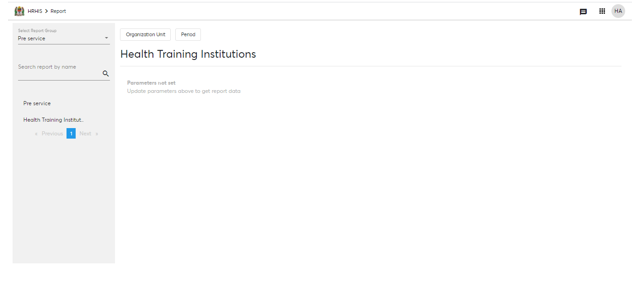 HRHIS > Report
HA
Select Report Group
Pre service
Search report by name
Pre service
Health Training Institut..
‹ Previous 1 Next ›
Organization Unit
Period
Health Training Institutions
Parameters not set
Update parameters above to get report data